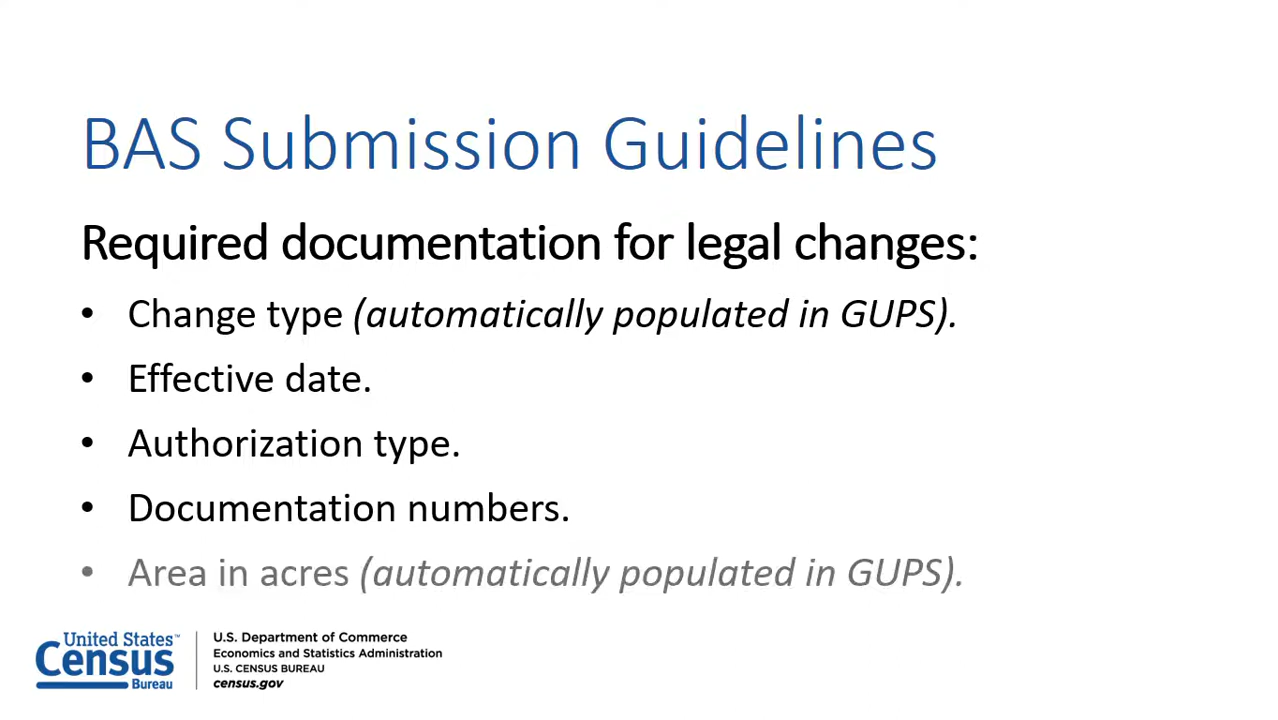 BAS Submission Guidelines
Required documentation for legal changes:
• Change type (automatically populated in GUPS).
• Effective date.
• Authorization type.
• Documentation numbers.
• Area in acres (automatically populated in GUPS).
United States™
Census
Bureau
U.S. Department of Commerce
Economics and Statistics Administration
U.S. CENSUS BUREAU
census.gov